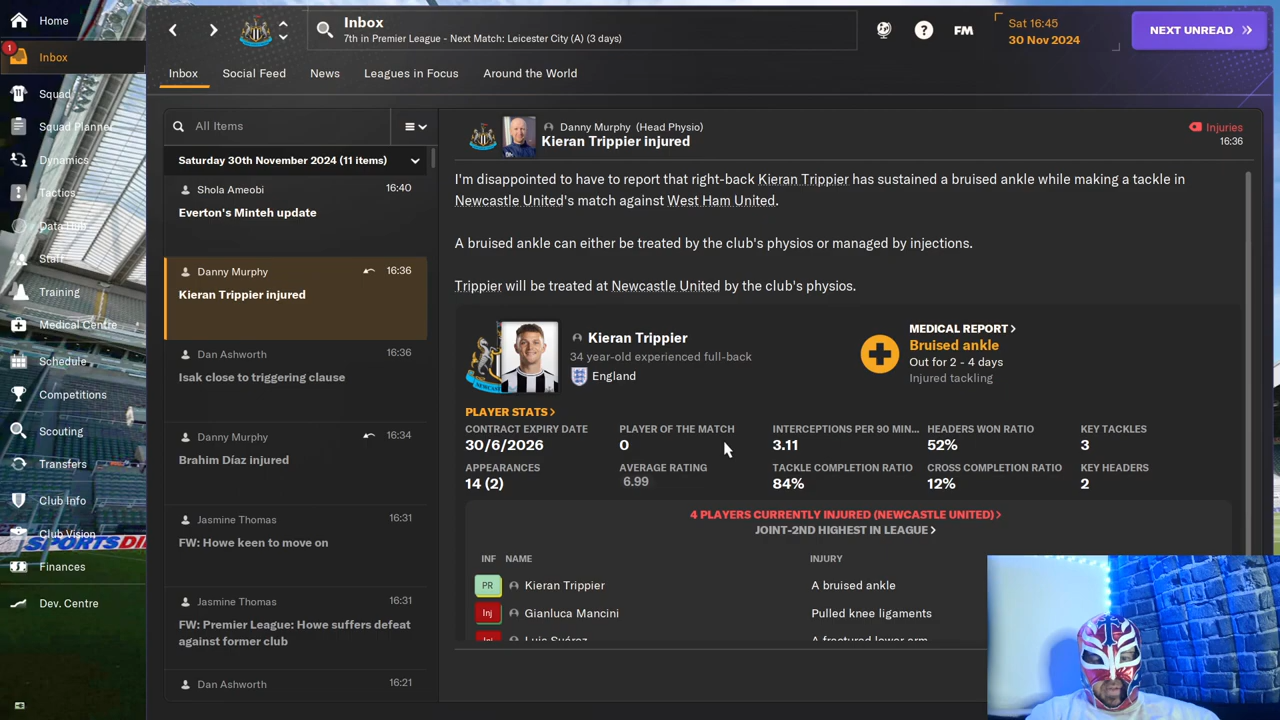 Home
Inbox
7th in Premier League - Next Match: Leicester City (A) (3 days)
Sat 16:45
30 Nov 2024
FM
NEXT UNREAD
1
Inbox
Squad
Squad Planner
Dynamics
Tactics
Data Hub
Staff
Training
Medical Centre
Schedule
Competitions
Scouting
Transfers
Club Info
Club Vision
Finances
Dev. Centre
Inbox
Social Feed
News
Leagues in Focus
Around the World
All Items
Saturday 30th November 2024 (11 items)
Shola Ameobi 16:40
Everton's Minteh update
Danny Murphy 16:36
Kieran Trippier injured
Dan Ashworth 16:36
Isak close to triggering clause
Danny Murphy 16:34
Brahim Díaz injured
Jasmine Thomas 16:31
FW: Howe keen to move on
Jasmine Thomas 16:31
FW: Premier League: Howe suffers defeat
against former club
Dan Ashworth 16:21
Danny Murphy (Head Physio)
Kieran Trippier injured
Injuries
16:36
I'm disappointed to have to report that right-back Kieran Trippier has sustained a bruised ankle while making a tackle in
Newcastle United's match against West Ham United.
A bruised ankle can either be treated by the club's physios or managed by injections.
Trippier will be treated at Newcastle United by the club's physios.
Kieran Trippier
34 year-old experienced full-back
England
MEDICAL REPORT
Bruised ankle
Out for 2 - 4 days
Injured tackling
PLAYER STATS
CONTRACT EXPIRY DATE PLAYER OF THE MATCH INTERCEPTIONS PER 90 MIN... HEADERS WON RATIO KEY TACKLES
30/6/2026 0 3.11 52% 3
APPEARANCES AVERAGE RATING TACKLE COMPLETION RATIO CROSS COMPLETION RATIO KEY HEADERS
14 (2) 6.99 84% 12% 2
4 PLAYERS CURRENTLY INJURED (NEWCASTLE UNITED)
JOINT-2ND HIGHEST IN LEAGUE
INF NAME INJURY
PR Kieran Trippier A bruised ankle
Inj Gianluca Mancini Pulled knee ligaments
Inj Luis Suárez A fractured lower arm